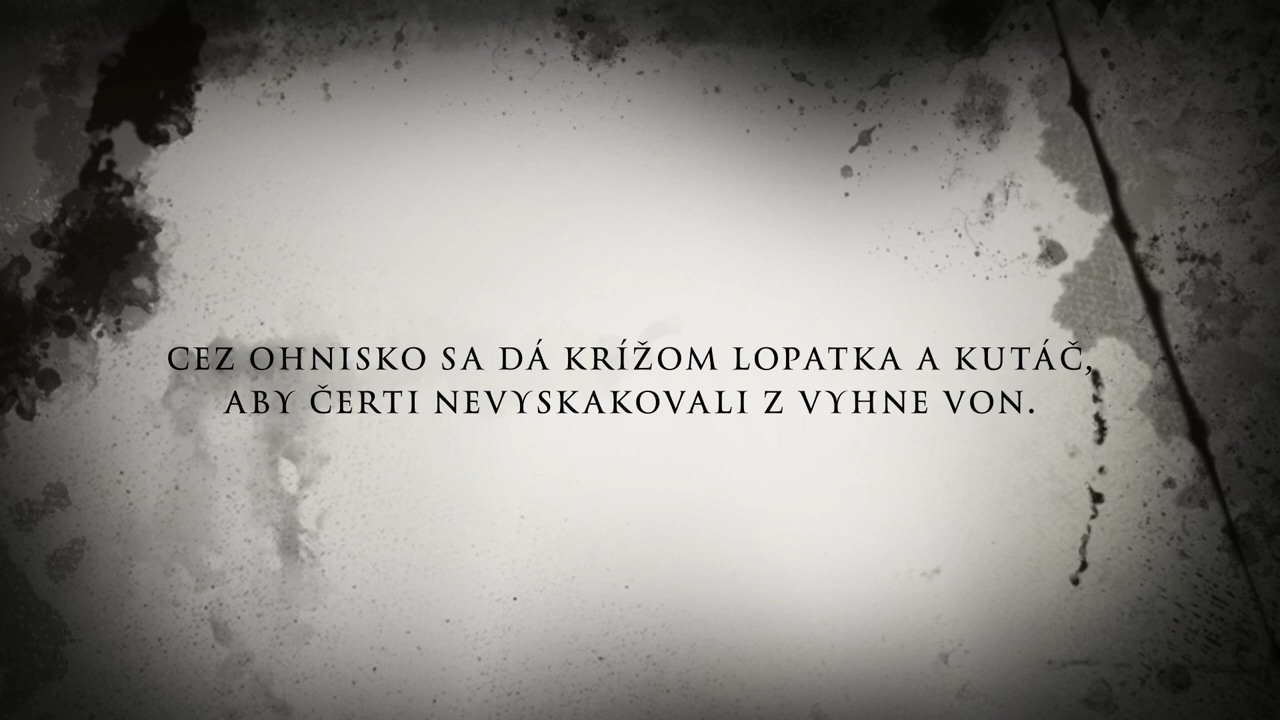 CEZ OHNISKO SA DÁ KRÍŽOM LOPATKA A KUTÁČ,
ABY ČERTI NEVYSKAKOVALI Z VYHNE VON.